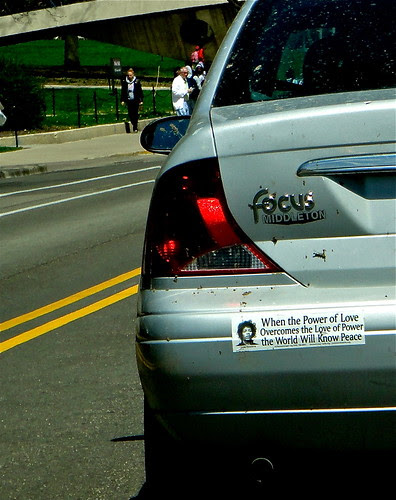 focus
MIDDLETON
When the Power of Love
Overcomes the Love of Power
the World Will Know Peace